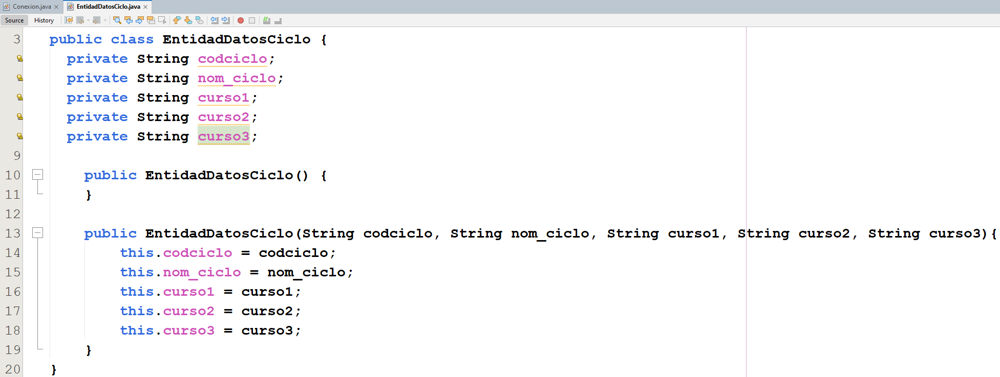 Conexion.java EntidadDatosCiclo.java
Source History
3 public class EntidadDatosCiclo {
private String codciclo;
private String nom_ciclo;
private String curso1;
private String curso2;
private String curso3;
9
10 public EntidadDatosCiclo() {
11 }
12
13 public EntidadDatosCiclo(String codciclo, String nom_ciclo, String curso1, String curso2, String curso3){
14 this.codciclo = codciclo;
15 this.nom_ciclo = nom_ciclo;
16 this.curso1 = curso1;
17 this.curso2 = curso2;
18 this.curso3 = curso3;
19 }
20 }